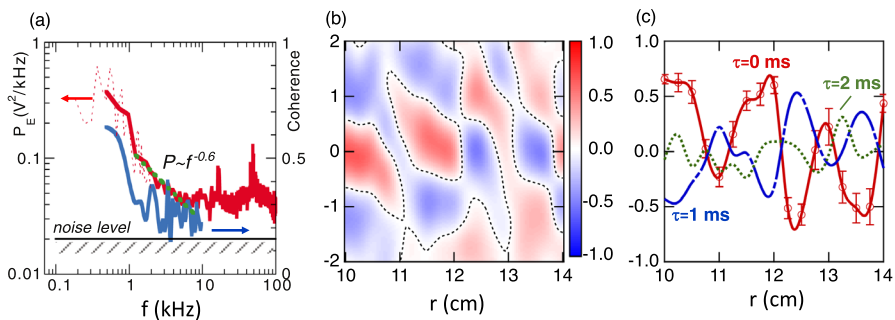 (a)
(b)
(c)
P_E(V²/kHz)
1
0.1
0.01
1
0.5
0
Coherence
P~f^-0.6
noise level
0.1
1
10
100
f (kHz)
2
1
0
-1
-2
10
11
12
13
14
r (cm)
1.0
0.5
0.0
-0.5
-1.0
1.0
0.5
0.0
-0.5
-1.0
τ=0 ms
τ=2 ms
τ=1 ms
10
11
12
13
14
r (cm)